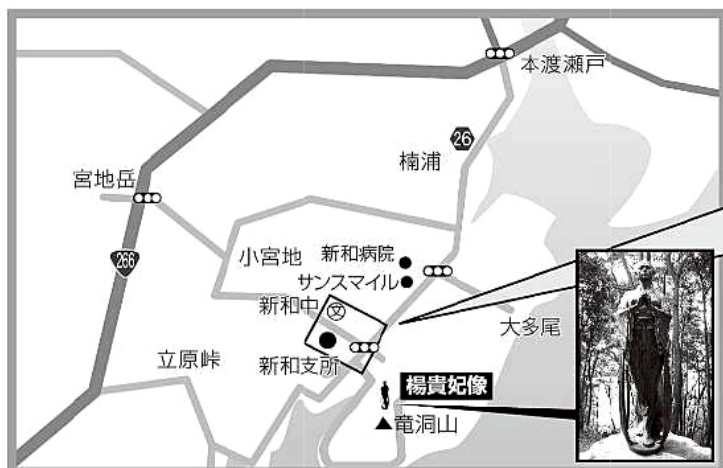 本渡瀬戸
26
楠浦
宮地岳
266
小宮地
新和病院
サンスマイル
新和中
文
大多尾
新和支所
立原峠
楊貴妃像
竜洞山